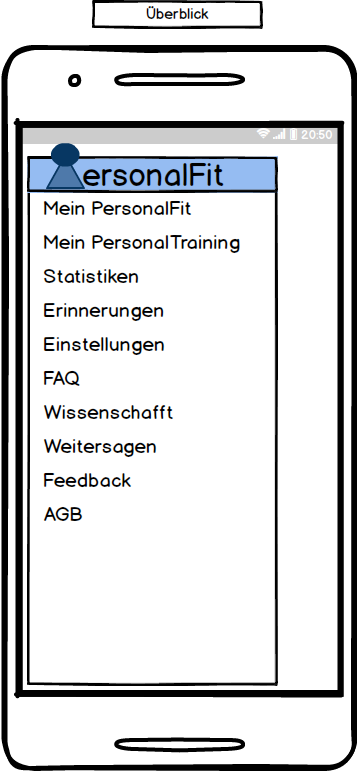 Überblick
20:50
ersonalFit
Mein PersonalFit
Mein PersonalTraining
Statistiken
Erinnerungen
Einstellungen
FAQ
Wissenschafft
Weitersagen
Feedback
AGB